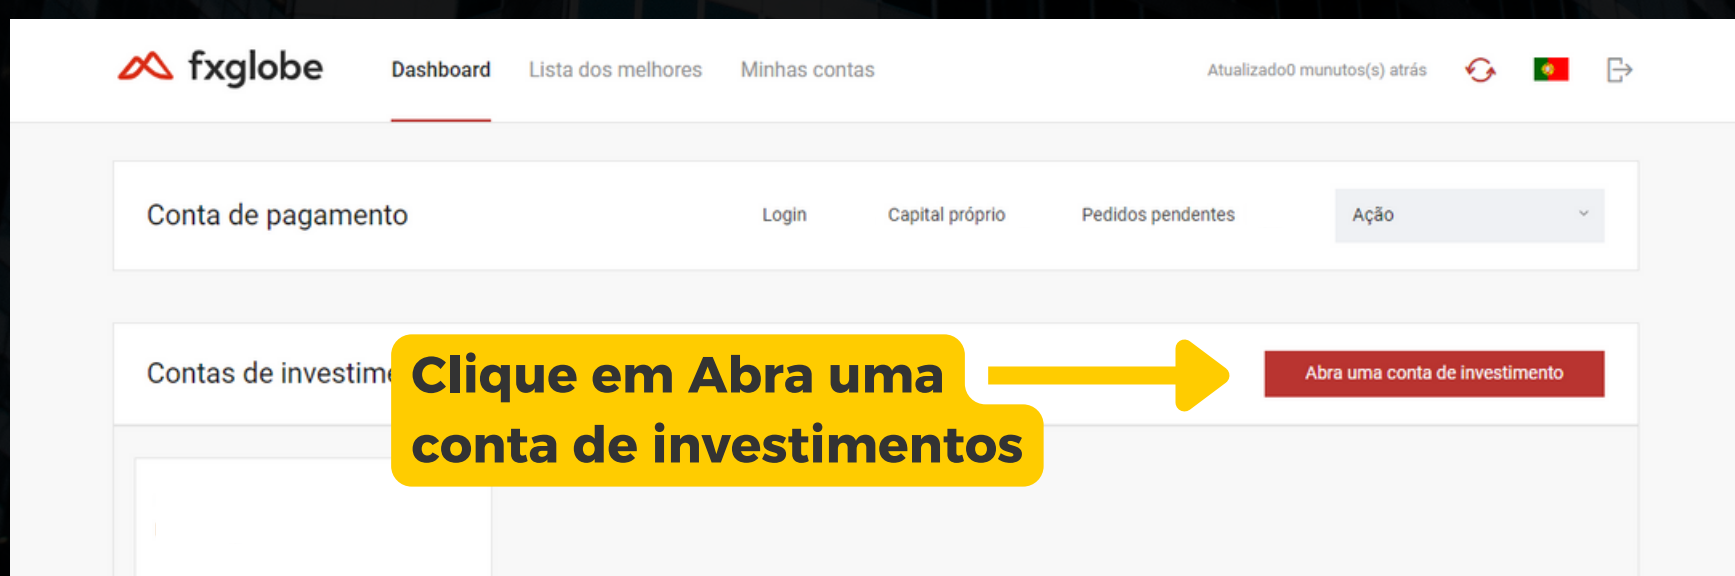 fxglobe Dashboard Lista dos melhores Minhas contas Atualizado0 munutos(s) atrás
Conta de pagamento Login Capital próprio Pedidos pendentes Ação
Contas de investime
Clique em Abra uma
conta de investimentos
Abra uma conta de investimento